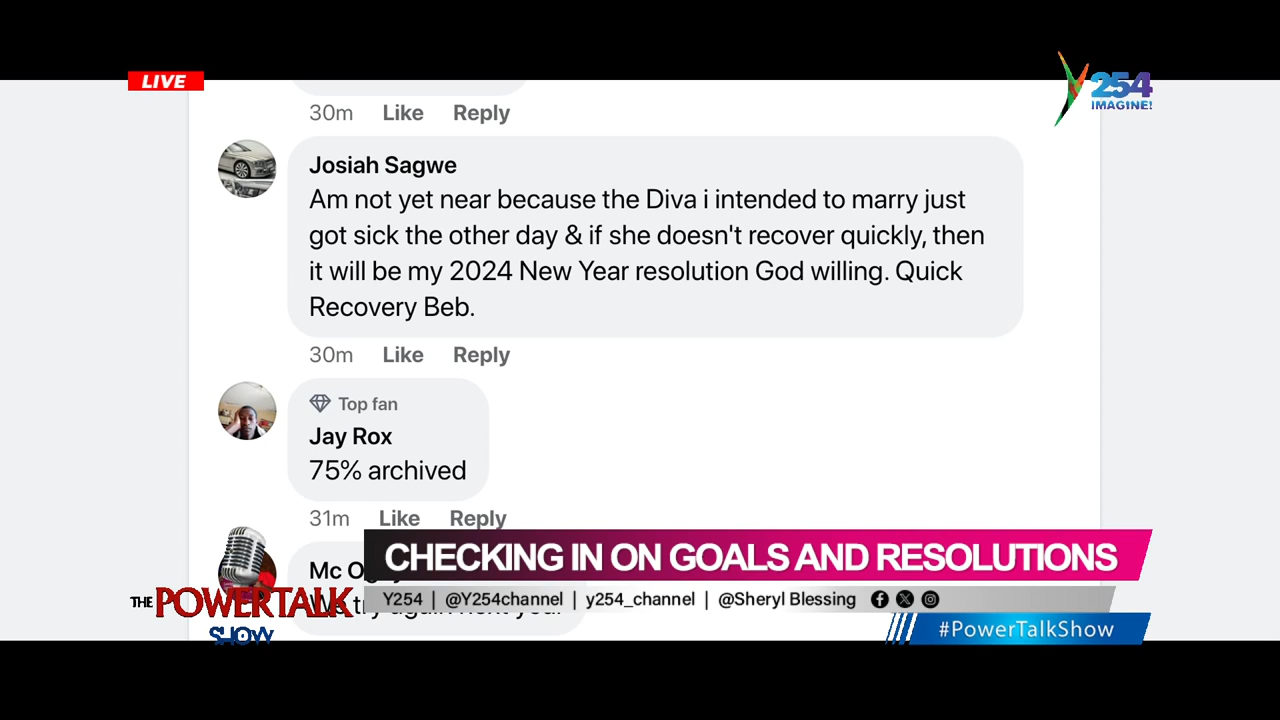 LIVE
254
IMAGINE!
30m Like Reply
Josiah Sagwe
Am not yet near because the Diva i intended to marry just
got sick the other day & if she doesn't recover quickly, then
it will be my 2024 New Year resolution God willing. Quick
Recovery Beb.
30m Like Reply
Top fan
Jay Rox
75% archived
31m Like Reply
Mc
CHECKING IN ON GOALS AND RESOLUTIONS
THE POWERTALK
SHOW
Y254 | @Y254channel | y254_channel | @Sheryl Blessing
#PowerTalkShow